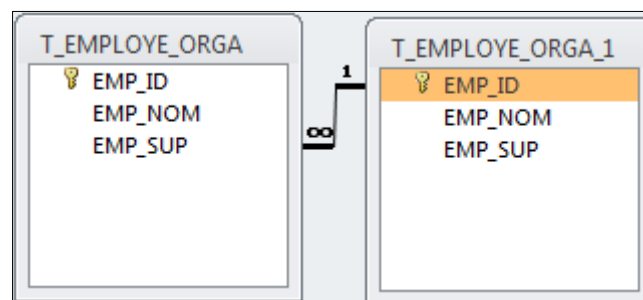 T_EMPLOYE_ORGA
EMP_ID
EMP_NOM
EMP_SUP
∞
1
T_EMPLOYE_ORGA_1
EMP_ID
EMP_NOM
EMP_SUP